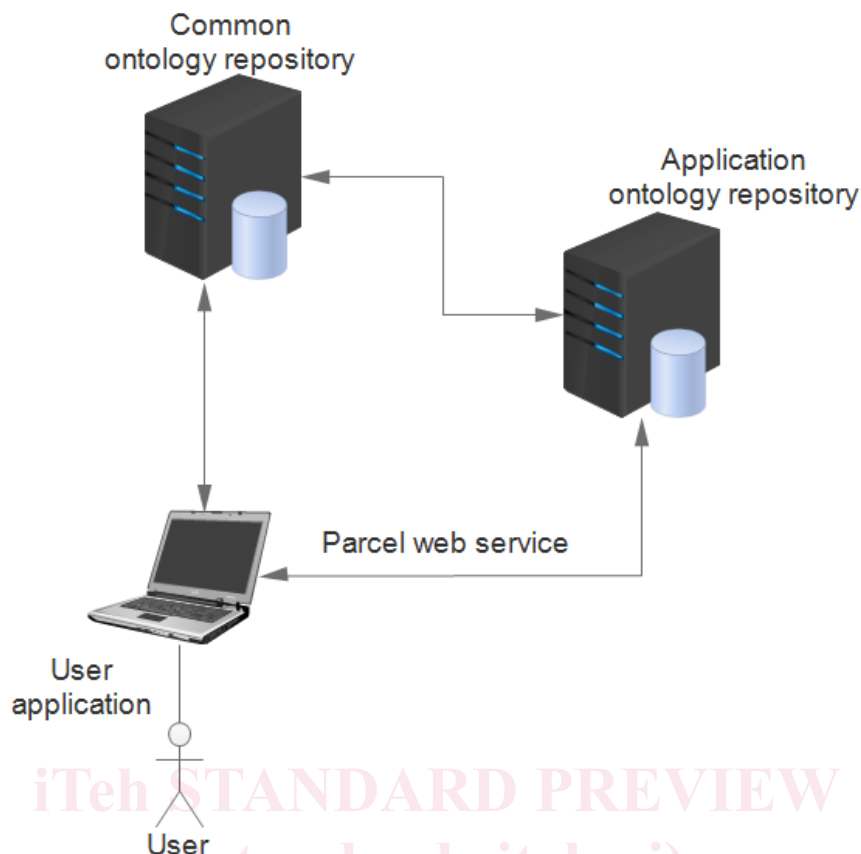 Common
ontology repository
Application
ontology repository
Parcel web service
User
application
iTeh STANDARD PREVIEW
User